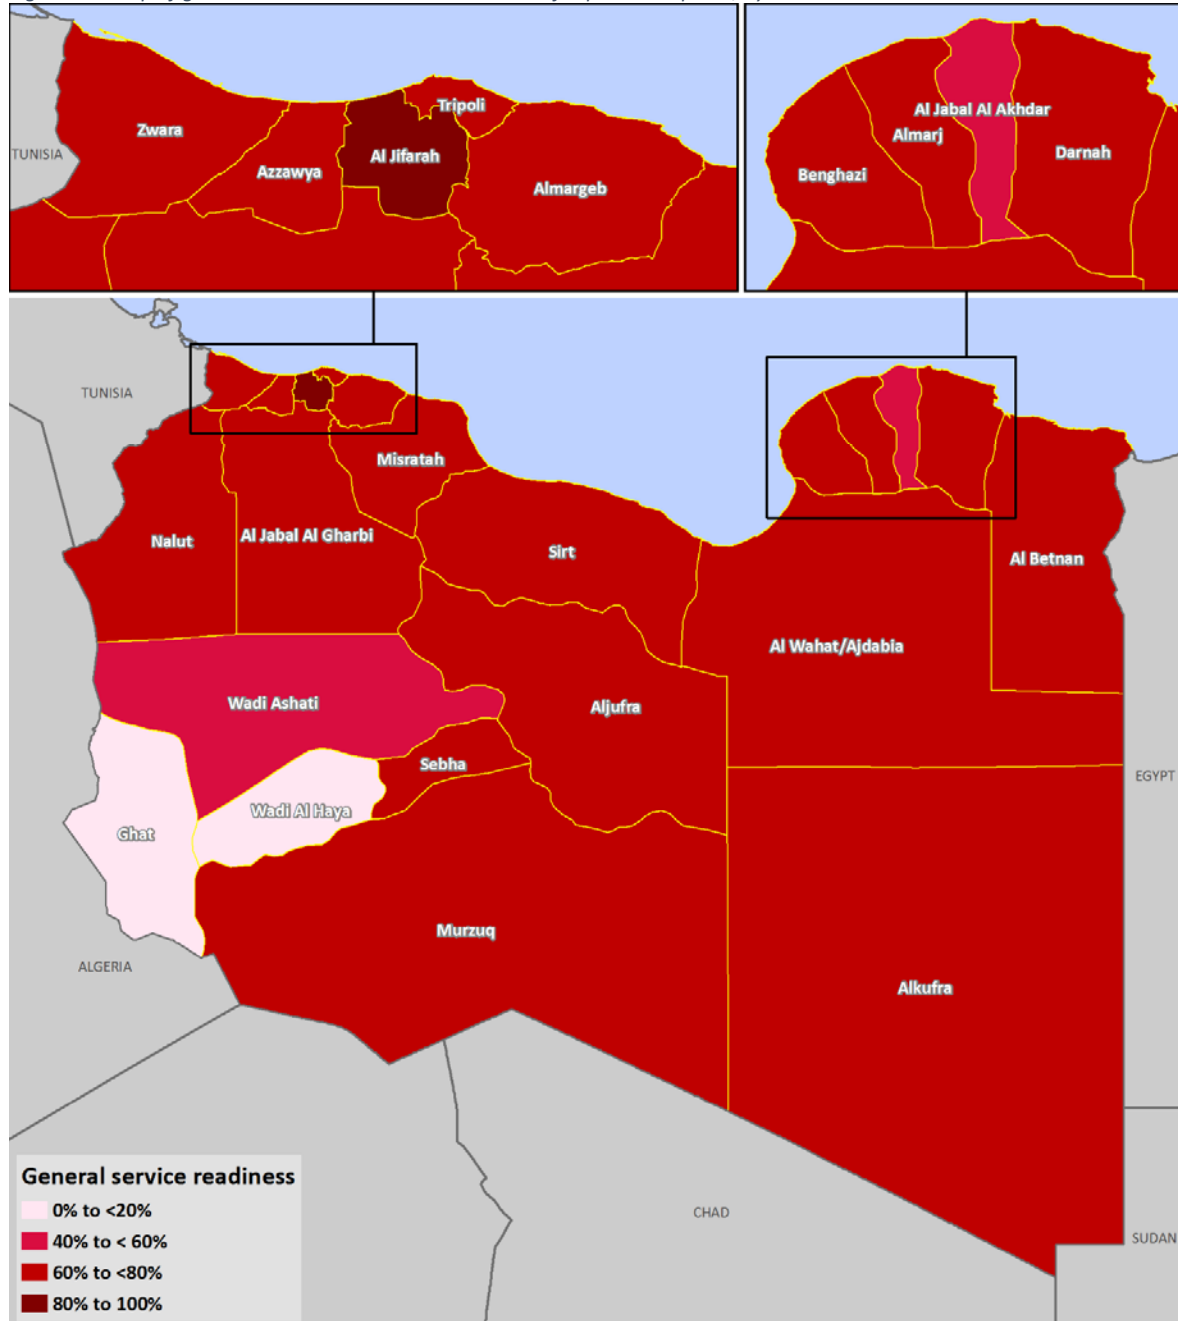 Zwara
Tripoli
TUNISIA
Azzawya
Al Jifarah
Almargeb
Al Jabal Al Akhdar
Almarj
Darnah
Benghazi
TUNISIA
Misratah
Nalut
Al Jabal Al Gharbi
Sirt
Al Betnan
Al Wahat/Ajdabia
Wadi Ashati
Aljufra
Sebha
EGYPT
Wadi Al Haya
Ghat
Murzuq
ALGERIA
Alkufra
CHAD
SUDAN
General service readiness
0% to <20%
40% to < 60%
60% to <80%
80% to 100%